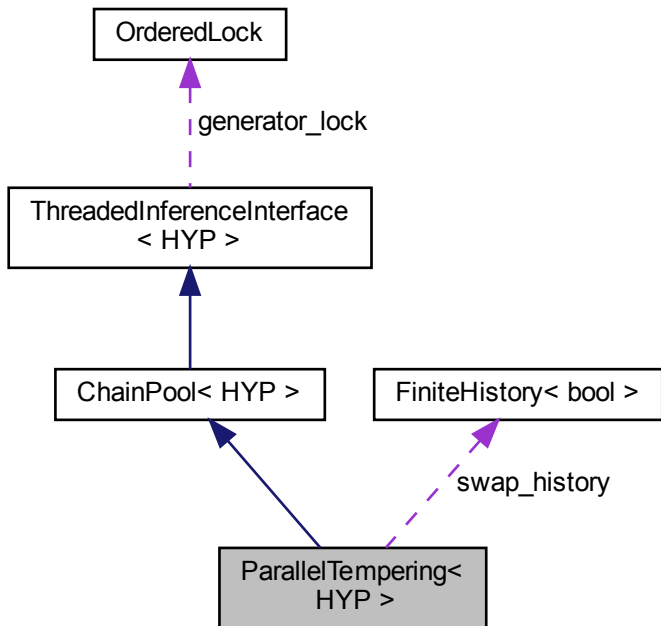 OrderedLock
generator_lock
ThreadedInferenceInterface
< HYP >
ChainPool< HYP >
FiniteHistory< bool >
swap_history
ParallelTempering<
HYP >